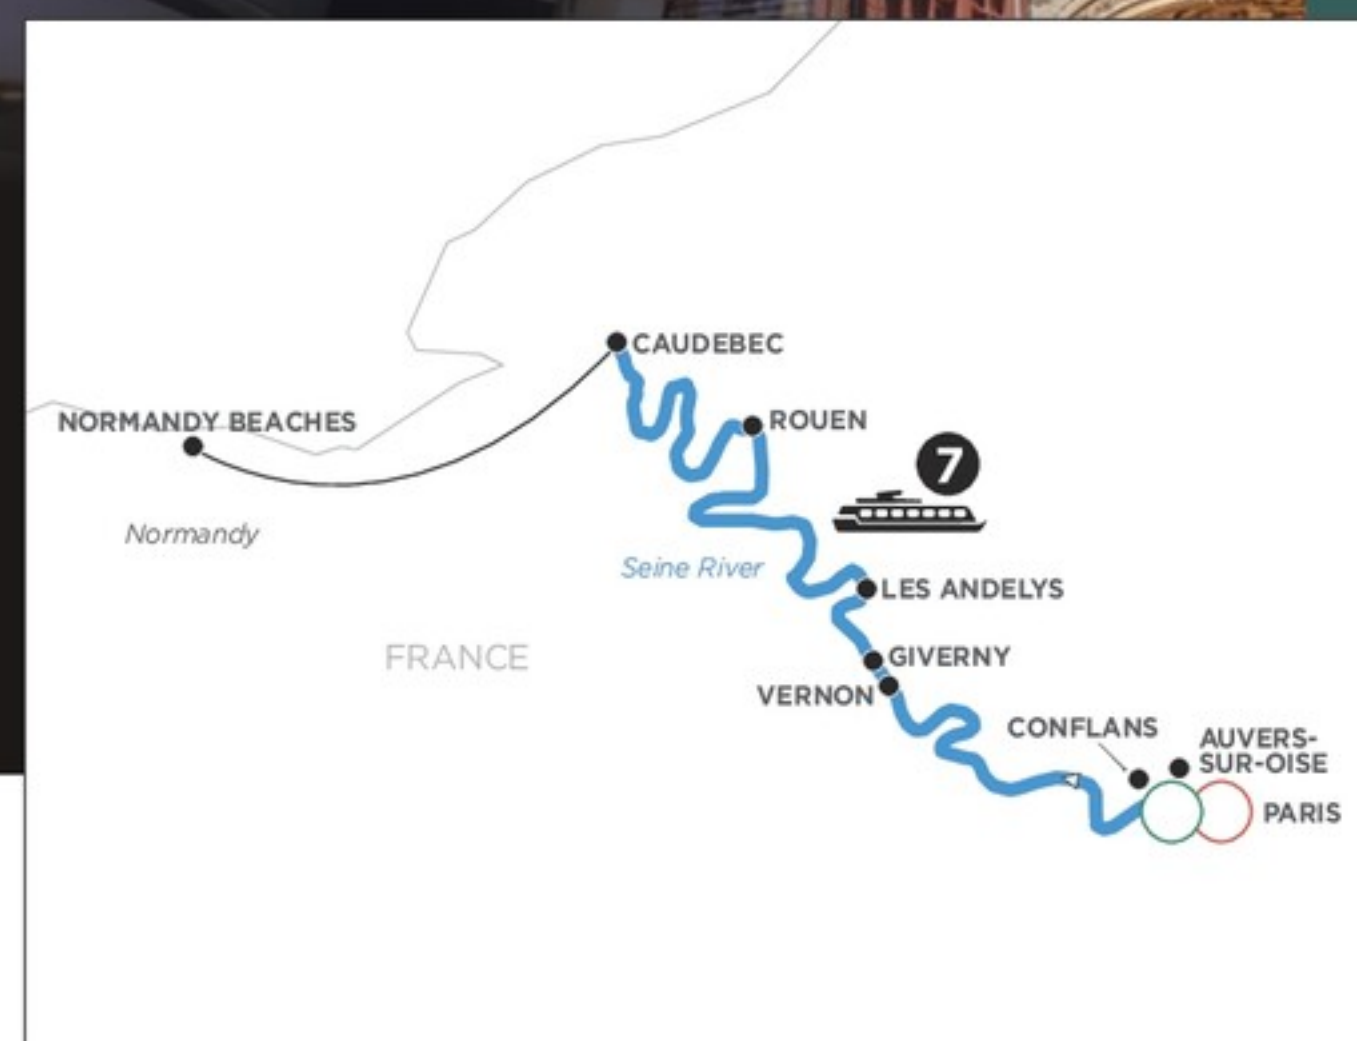 CAUDEBEC
NORMANDY BEACHES
ROUEN
7
Normandy
Seine River
LES ANDELYS
FRANCE
GIVERNY
VERNON
CONFLANS
AUVERS-
SUR-OISE
PARIS